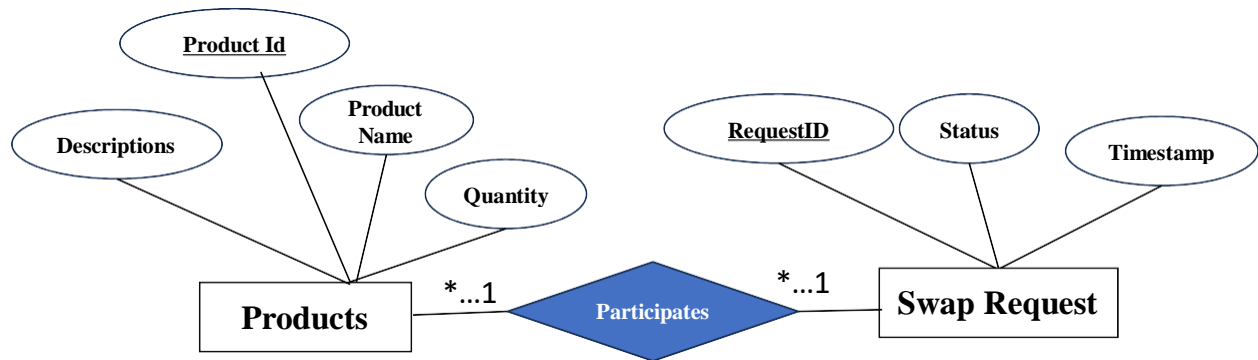 Product Id
Product
Name
Descriptions
Quantity
RequestID
Status
Timestamp
Products
*...1
Participates
*...1
Swap Request